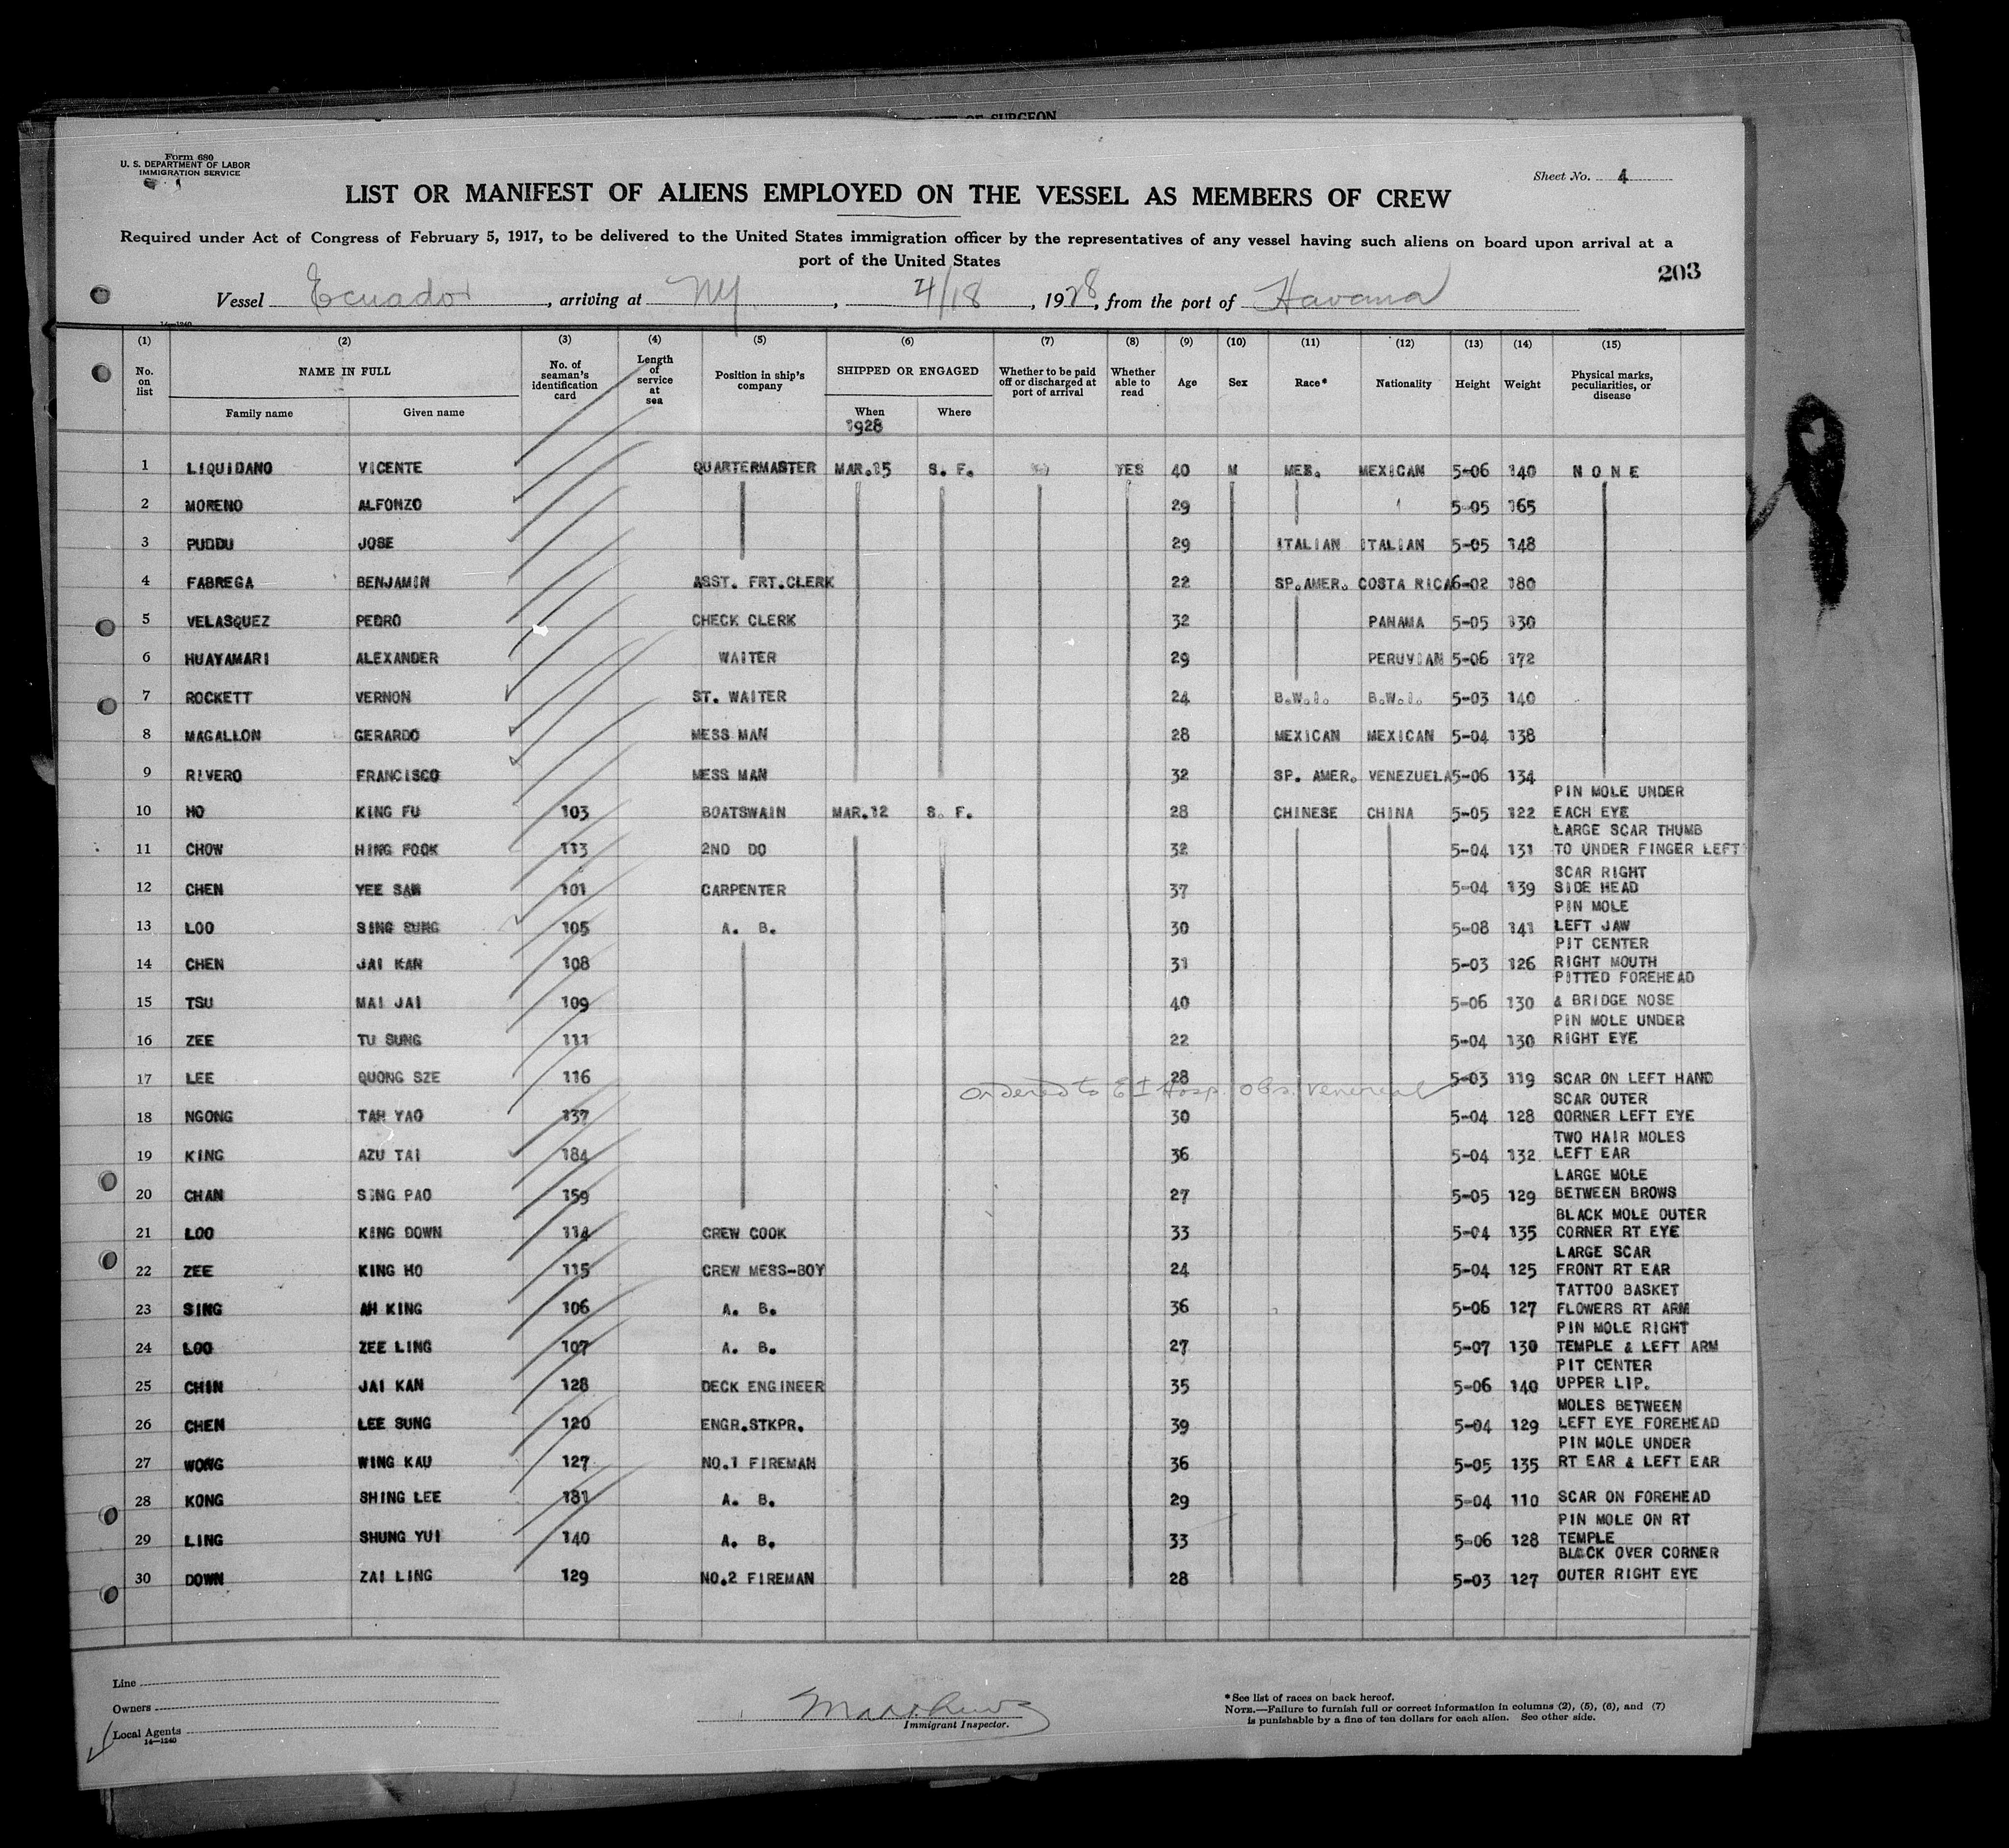 OF SURGEON
Form 680
U. S. DEPARTMENT OF LABOR
IMMIGRATION SERVICE
Sheet No. 4
LIST OR MANIFEST OF ALIENS EMPLOYED ON THE VESSEL AS MEMBERS OF CREW
Required under Act of Congress of February 5, 1917, to be delivered to the United States immigration officer by the representatives of any vessel having such aliens on board upon arrival at a
port of the United States
203
Vessel Ecuador, arriving at NY, 4/18, 1928, from the port of Havana
14—1240
(1) (2) (3) (4) (5) (6) (7) (8) (9) (10) (11) (12) (13) (14) (15)
No. on list NAME IN FULL No. of seaman's identification card Length of service at sea Position in ship's company SHIPPED OR ENGAGED Whether to be paid off or discharged at port of arrival Whether able to read Age Sex Race* Nationality Height Weight Physical marks, peculiarities, or disease
Family name Given name When Where
1928
1 LIQUIDANO VICENTE QUARTERMASTER MAR.15 S. F. YES 40 M MEX. MEXICAN 5-06 140 N O N E
2 MORENO ALFONZO 29 5-05 165
3 PUDDU JOSE 29 ITALIAN ITALIAN 5-05 148
4 FABREGA BENJAMIN ASST. FRT.CLERK 22 SP.AMER. COSTA RICA 6-02 180
5 VELASQUEZ PEDRO CHECK CLERK 32 PANAMA 5-05 130
6 HUAYAMARI ALEXANDER WAITER 29 PERUVIAN 5-06 172
7 ROCKETT VERNON ST. WAITER 24 B.W.I. B.W.I. 5-03 140
8 MAGALLON GERARDO MESS MAN 28 MEXICAN MEXICAN 5-04 138
9 RIVERO FRANCISCO MESS MAN 32 SP. AMER. VENEZUELA 5-06 134
PIN MOLE UNDER
10 HO KING FU 103 BOATSWAIN MAR.12 S. F. 28 CHINESE CHINA 5-05 122 EACH EYE
LARGE SCAR THUMB
11 CHOW HING FOOK 113 2ND DO 32 5-04 131 TO UNDER FINGER LEFT
SCAR RIGHT
12 CHEN YEE SAN 101 CARPENTER 37 5-04 139 SIDE HEAD
PIN MOLE
13 LOO SING SUNG 105 A. B. 30 5-08 141 LEFT JAW
PIT CENTER
14 CHEN JAI KAN 108 31 5-03 126 RIGHT MOUTH
PITTED FOREHEAD
15 TSU MAI JAI 109 40 5-06 130 & BRIDGE NOSE
PIN MOLE UNDER
16 ZEE TU SUNG 111 22 5-04 130 RIGHT EYE
17 LEE QUONG SZE 116 28 5-03 119 SCAR ON LEFT HAND
Ordered to E I Hosp. Obs. Venereal
SCAR OUTER
18 NGONG TAH YAO 137 30 5-04 128 QORNER LEFT EYE
TWO HAIR MOLES
19 KING AZU TAI 184 36 5-04 132 LEFT EAR
LARGE MOLE
20 CHAN SING PAO 159 27 5-05 129 BETWEEN BROWS
BLACK MOLE OUTER
21 LOO KING DOWN 114 CREW COOK 33 5-04 135 CORNER RT EYE
LARGE SCAR
22 ZEE KING HO 115 CREW MESS-BOY 24 5-04 125 FRONT RT EAR
TATTOO BASKET
23 SING AH KING 106 A. B. 36 5-06 127 FLOWERS RT ARM
PIN MOLE RIGHT
24 LOO ZEE LING 107 A. B. 27 5-07 130 TEMPLE & LEFT ARM
PIT CENTER
25 CHIN JAI KAN 128 DECK ENGINEER 35 5-06 140 UPPER LIP.
MOLES BETWEEN
26 CHEN LEE SUNG 120 ENGR.STKPR. 39 5-04 129 LEFT EYE FOREHEAD
PIN MOLE UNDER
27 WONG WING KAU 127 NO.1 FIREMAN 36 5-05 135 RT EAR & LEFT EAR
28 KONG SHING LEE 131 A. B. 29 5-04 110 SCAR ON FOREHEAD
PIN MOLE ON RT
29 LING SHUNG YUI 140 A. B. 33 5-06 128 TEMPLE
BLACK OVER CORNER
30 DOWN ZAI LING 129 NO.2 FIREMAN 28 5-03 127 OUTER RIGHT EYE
Line
Owners
Local Agents
14—1240
Matthews
Immigrant Inspector.
*See list of races on back hereof.
NOTE.—Failure to furnish full or correct information in columns (2), (5), (6), and (7)
is punishable by a fine of ten dollars for each alien. See other side.